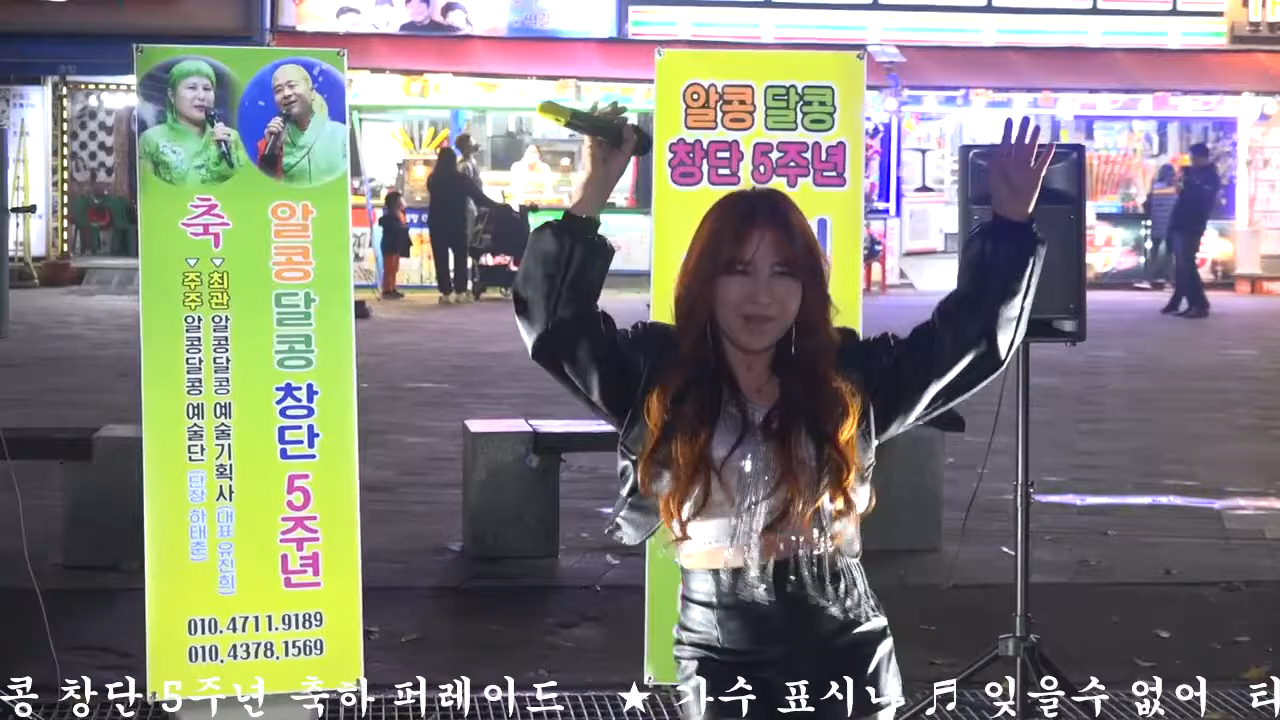 축
알콩 달콩 창단 5주년
▼최관 알콩달콩 예술기획사 (대표 유진희)
▼주주 알콩달콩 예술단 (단장 하태춘)
010.4711.9189
010.4378.1569
알콩 달콩
창단 5주년
콩 창단 5주년 축하 퍼레이드 ★ 가수 표시나 ♬ 잊을수 없어 티